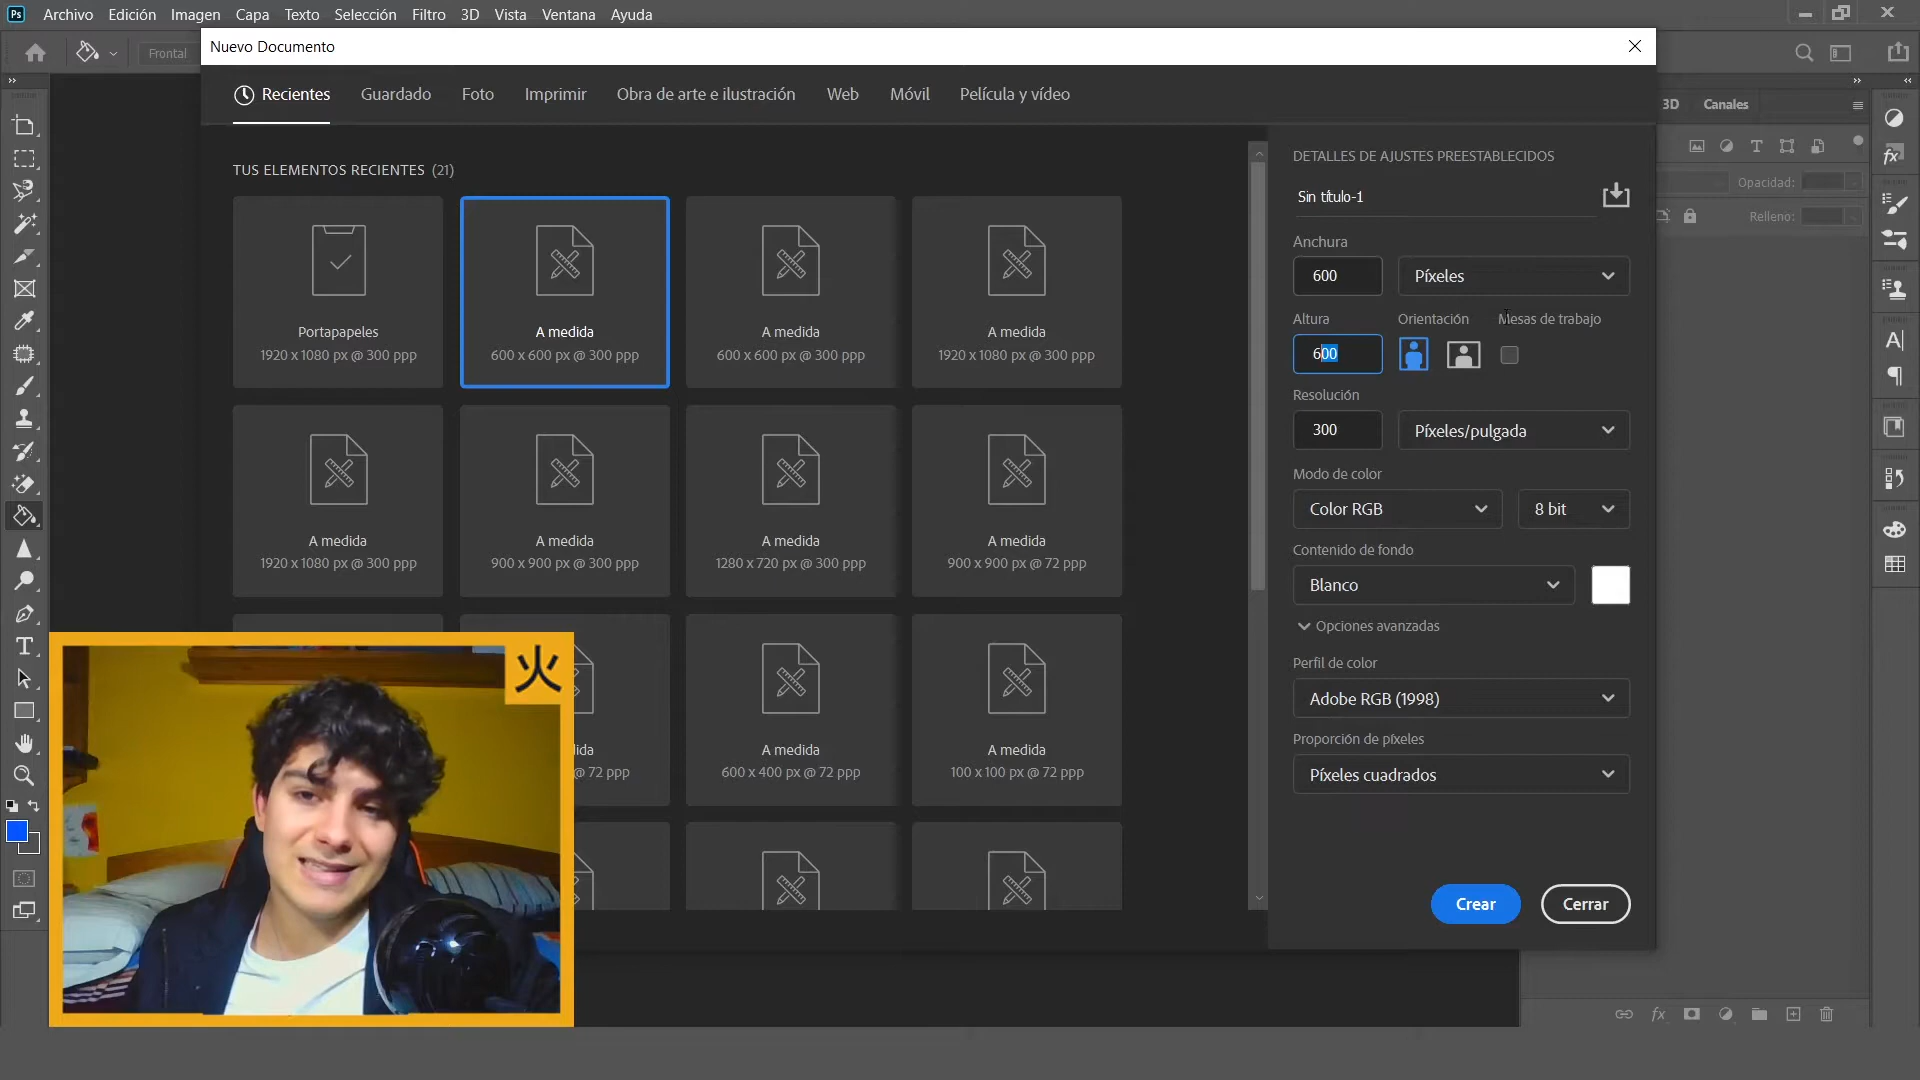 Ps Archivo Edición Imagen Capa Texto Selección Filtro 3D Vista Ventana Ayuda
Nuevo Documento
Frontal
Recientes Guardado Foto Imprimir Obra de arte e ilustración Web Móvil Película y vídeo
3D Canales
TUS ELEMENTOS RECIENTES (21)
Portapapeles
1920 x 1080 px @ 300 ppp
A medida
600 x 600 px @ 300 ppp
A medida
600 x 600 px @ 300 ppp
A medida
1920 x 1080 px @ 300 ppp
A medida
1920 x 1080 px @ 300 ppp
A medida
900 x 900 px @ 300 ppp
A medida
1280 x 720 px @ 300 ppp
A medida
900 x 900 px @ 72 ppp
ida
@ 72 ppp
A medida
600 x 400 px @ 72 ppp
A medida
100 x 100 px @ 72 ppp
DETALLES DE AJUSTES PREESTABLECIDOS
Sin título-1
Anchura
600 Píxeles
Altura Orientación Mesas de trabajo
600
Resolución
300 Píxeles/pulgada
Modo de color
Color RGB 8 bit
Contenido de fondo
Blanco
Opciones avanzadas
Perfil de color
Adobe RGB (1998)
Proporción de píxeles
Píxeles cuadrados
Crear Cerrar
Opacidad:
Relleno:
火